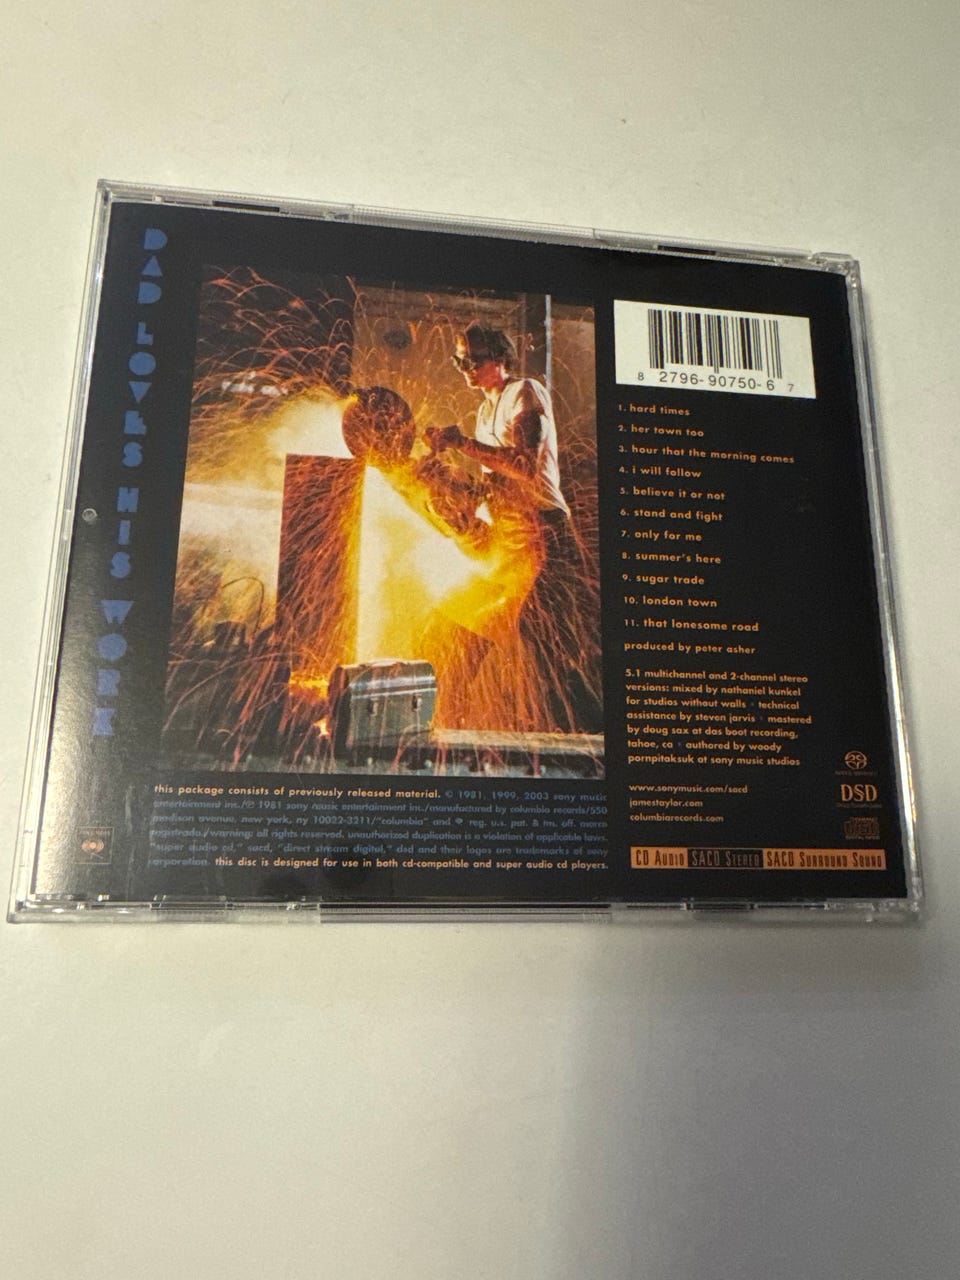 DAD LOVES HIS WORK
8 2796-90750-6 7
1. hard times
2. her town too
3. hour that the morning comes
4. i will follow
5. believe it or not
6. stand and fight
7. only for me
8. summer's here
9. sugar trade
10. london town
11. that lonesome road
produced by peter asher
5.1 multichannel and 2-channel stereo
versions: mixed by nathaniel kunkel
for studios without walls • technical
assistance by steven jarvis • mastered
by doug sax at das boot recording,
tahoe, ca • authored by woody
pornpitaksuk at sony music studios
www.sonymusic.com/sacd
jamestaylor.com
columbiarecords.com
DSD
CD AUDIO SACD STEREO SACD SURROUND SOUND
this package consists of previously released material. © 1981, 1999, 2003 sony music
entertainment inc./℗ 1981 sony music entertainment inc./manufactured by columbia records/550
madison avenue, new york, ny 10022-3211/"columbia" and reg. u.s. pat. & tm. off. marca
registrada./warning: all rights reserved. unauthorized duplication is a violation of applicable laws.
"super audio cd," sacd, "direct stream digital," dsd and their logos are trademarks of sony
corporation. this disc is designed for use in both cd-compatible and super audio cd players.